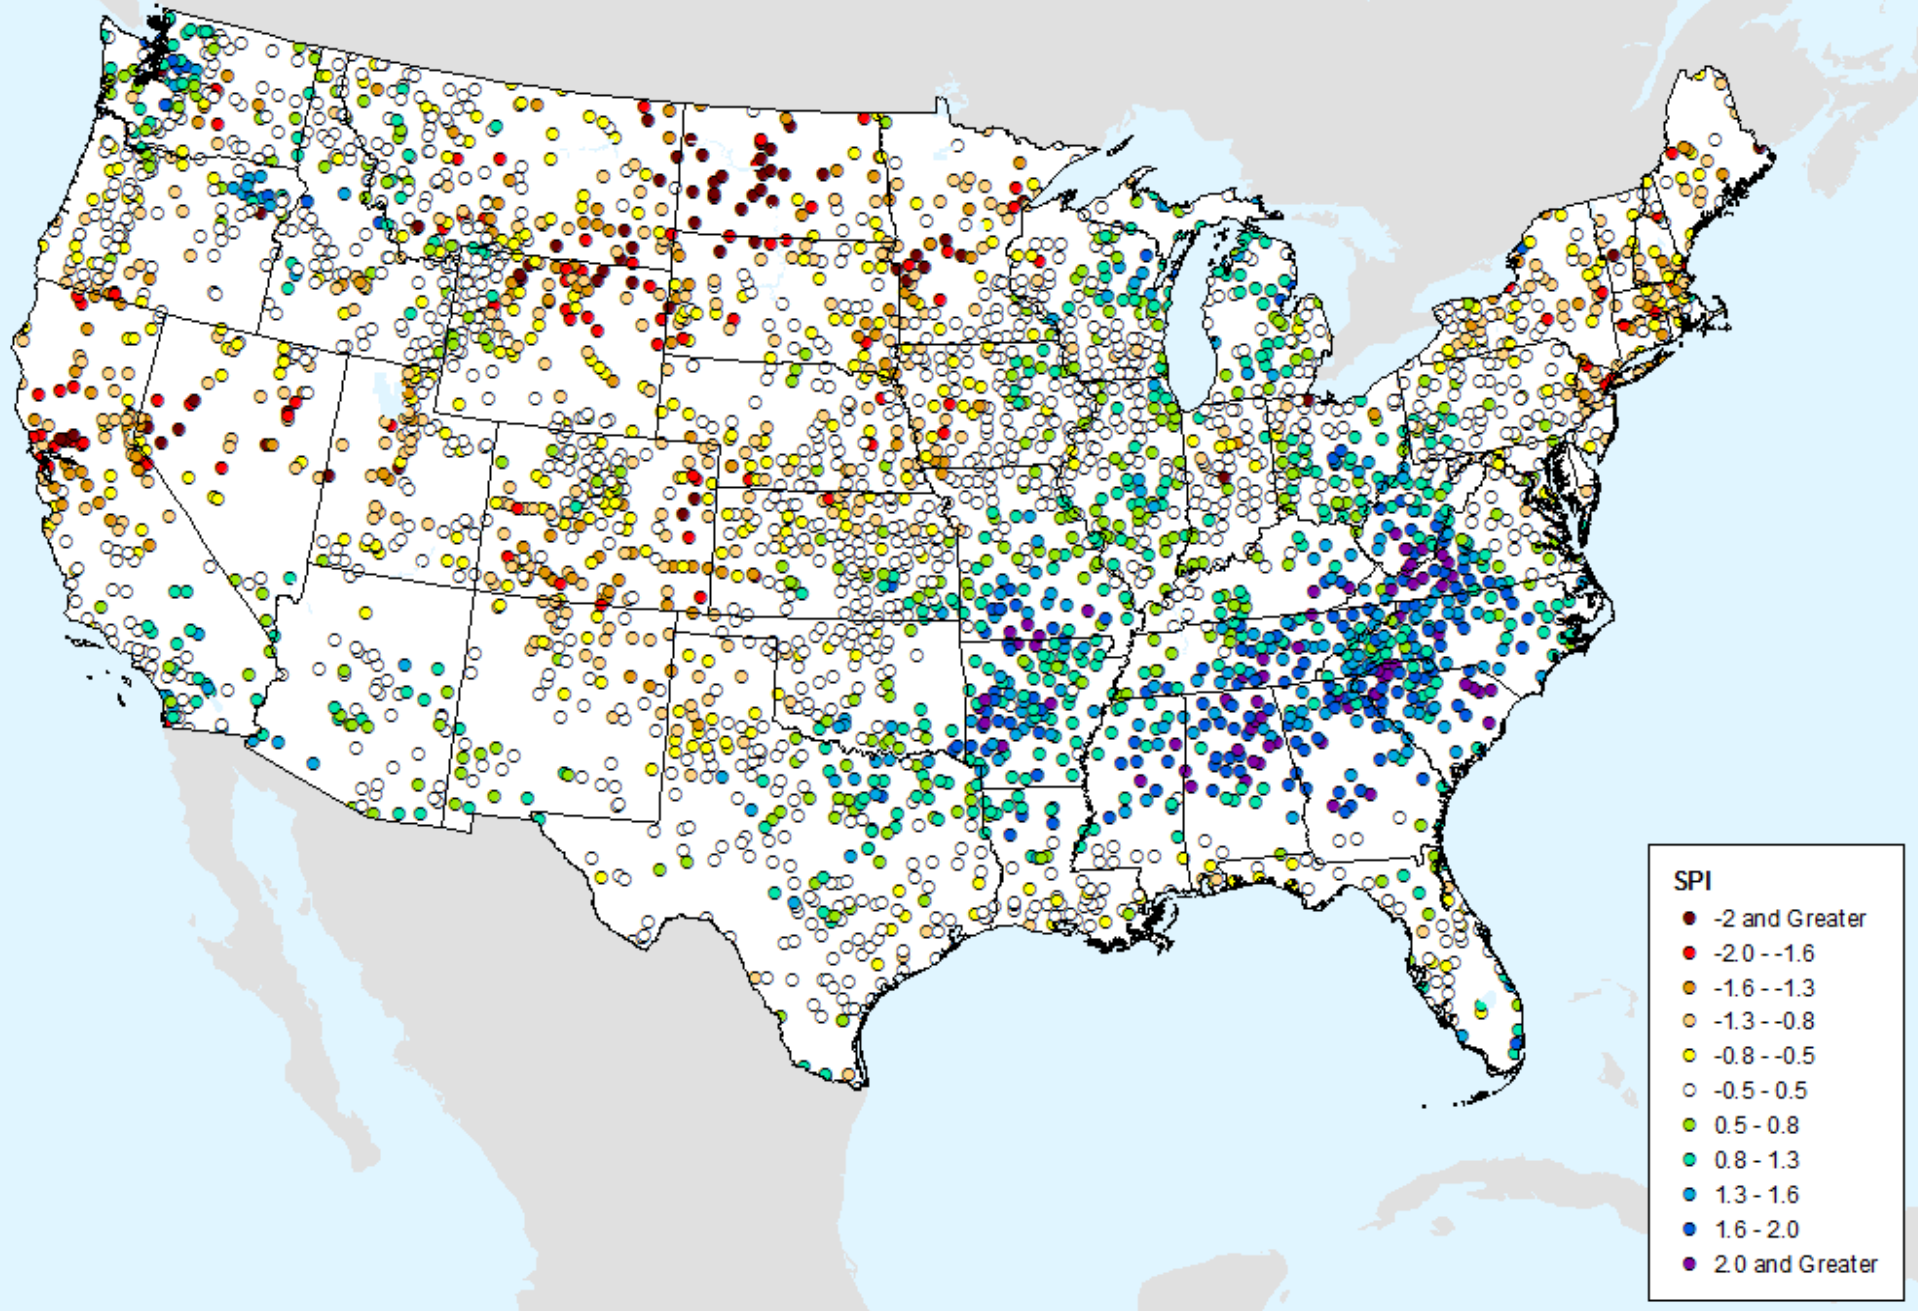 SPI
-2 and Greater
-2.0 - -1.6
-1.6 - -1.3
-1.3 - -0.8
-0.8 - -0.5
-0.5 - 0.5
0.5 - 0.8
0.8 - 1.3
1.3 - 1.6
1.6 - 2.0
2.0 and Greater